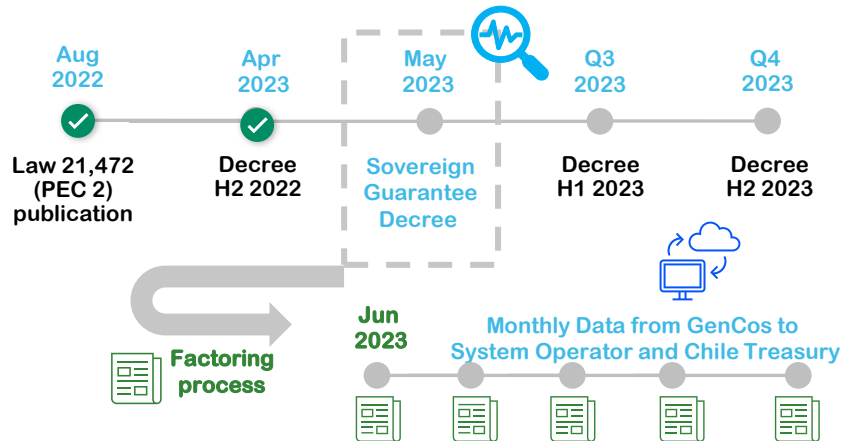 Aug
2022
Apr
2023
May
2023
Q3
2023
Q4
2023
Law 21,472
(PEC 2)
publication
Decree
H2 2022
Sovereign
Guarantee
Decree
Decree
H1 2023
Decree
H2 2023
Factoring
process
Jun
2023
Monthly Data from GenCos to
System Operator and Chile Treasury